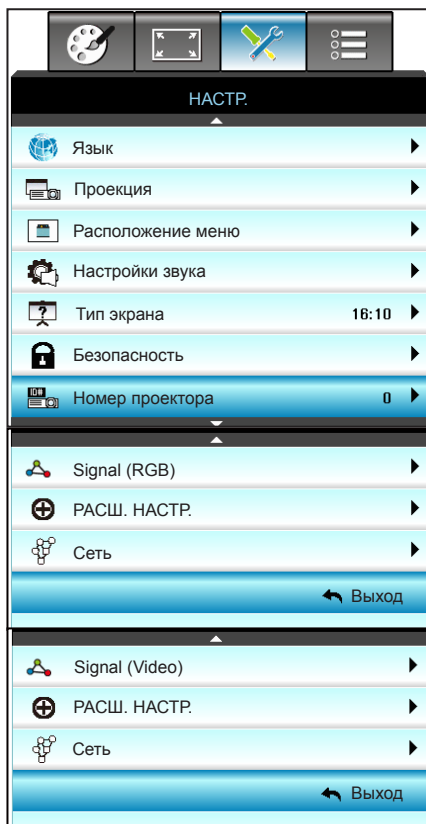 НАСТР.
Язык
Проекция
Расположение меню
Настройки звука
? Тип экрана 16:10
Безопасность
ID# Номер проектора 0
Signal (RGB)
РАСШ. НАСТР.
Сеть
Выход
Signal (Video)
РАСШ. НАСТР.
Сеть
Выход